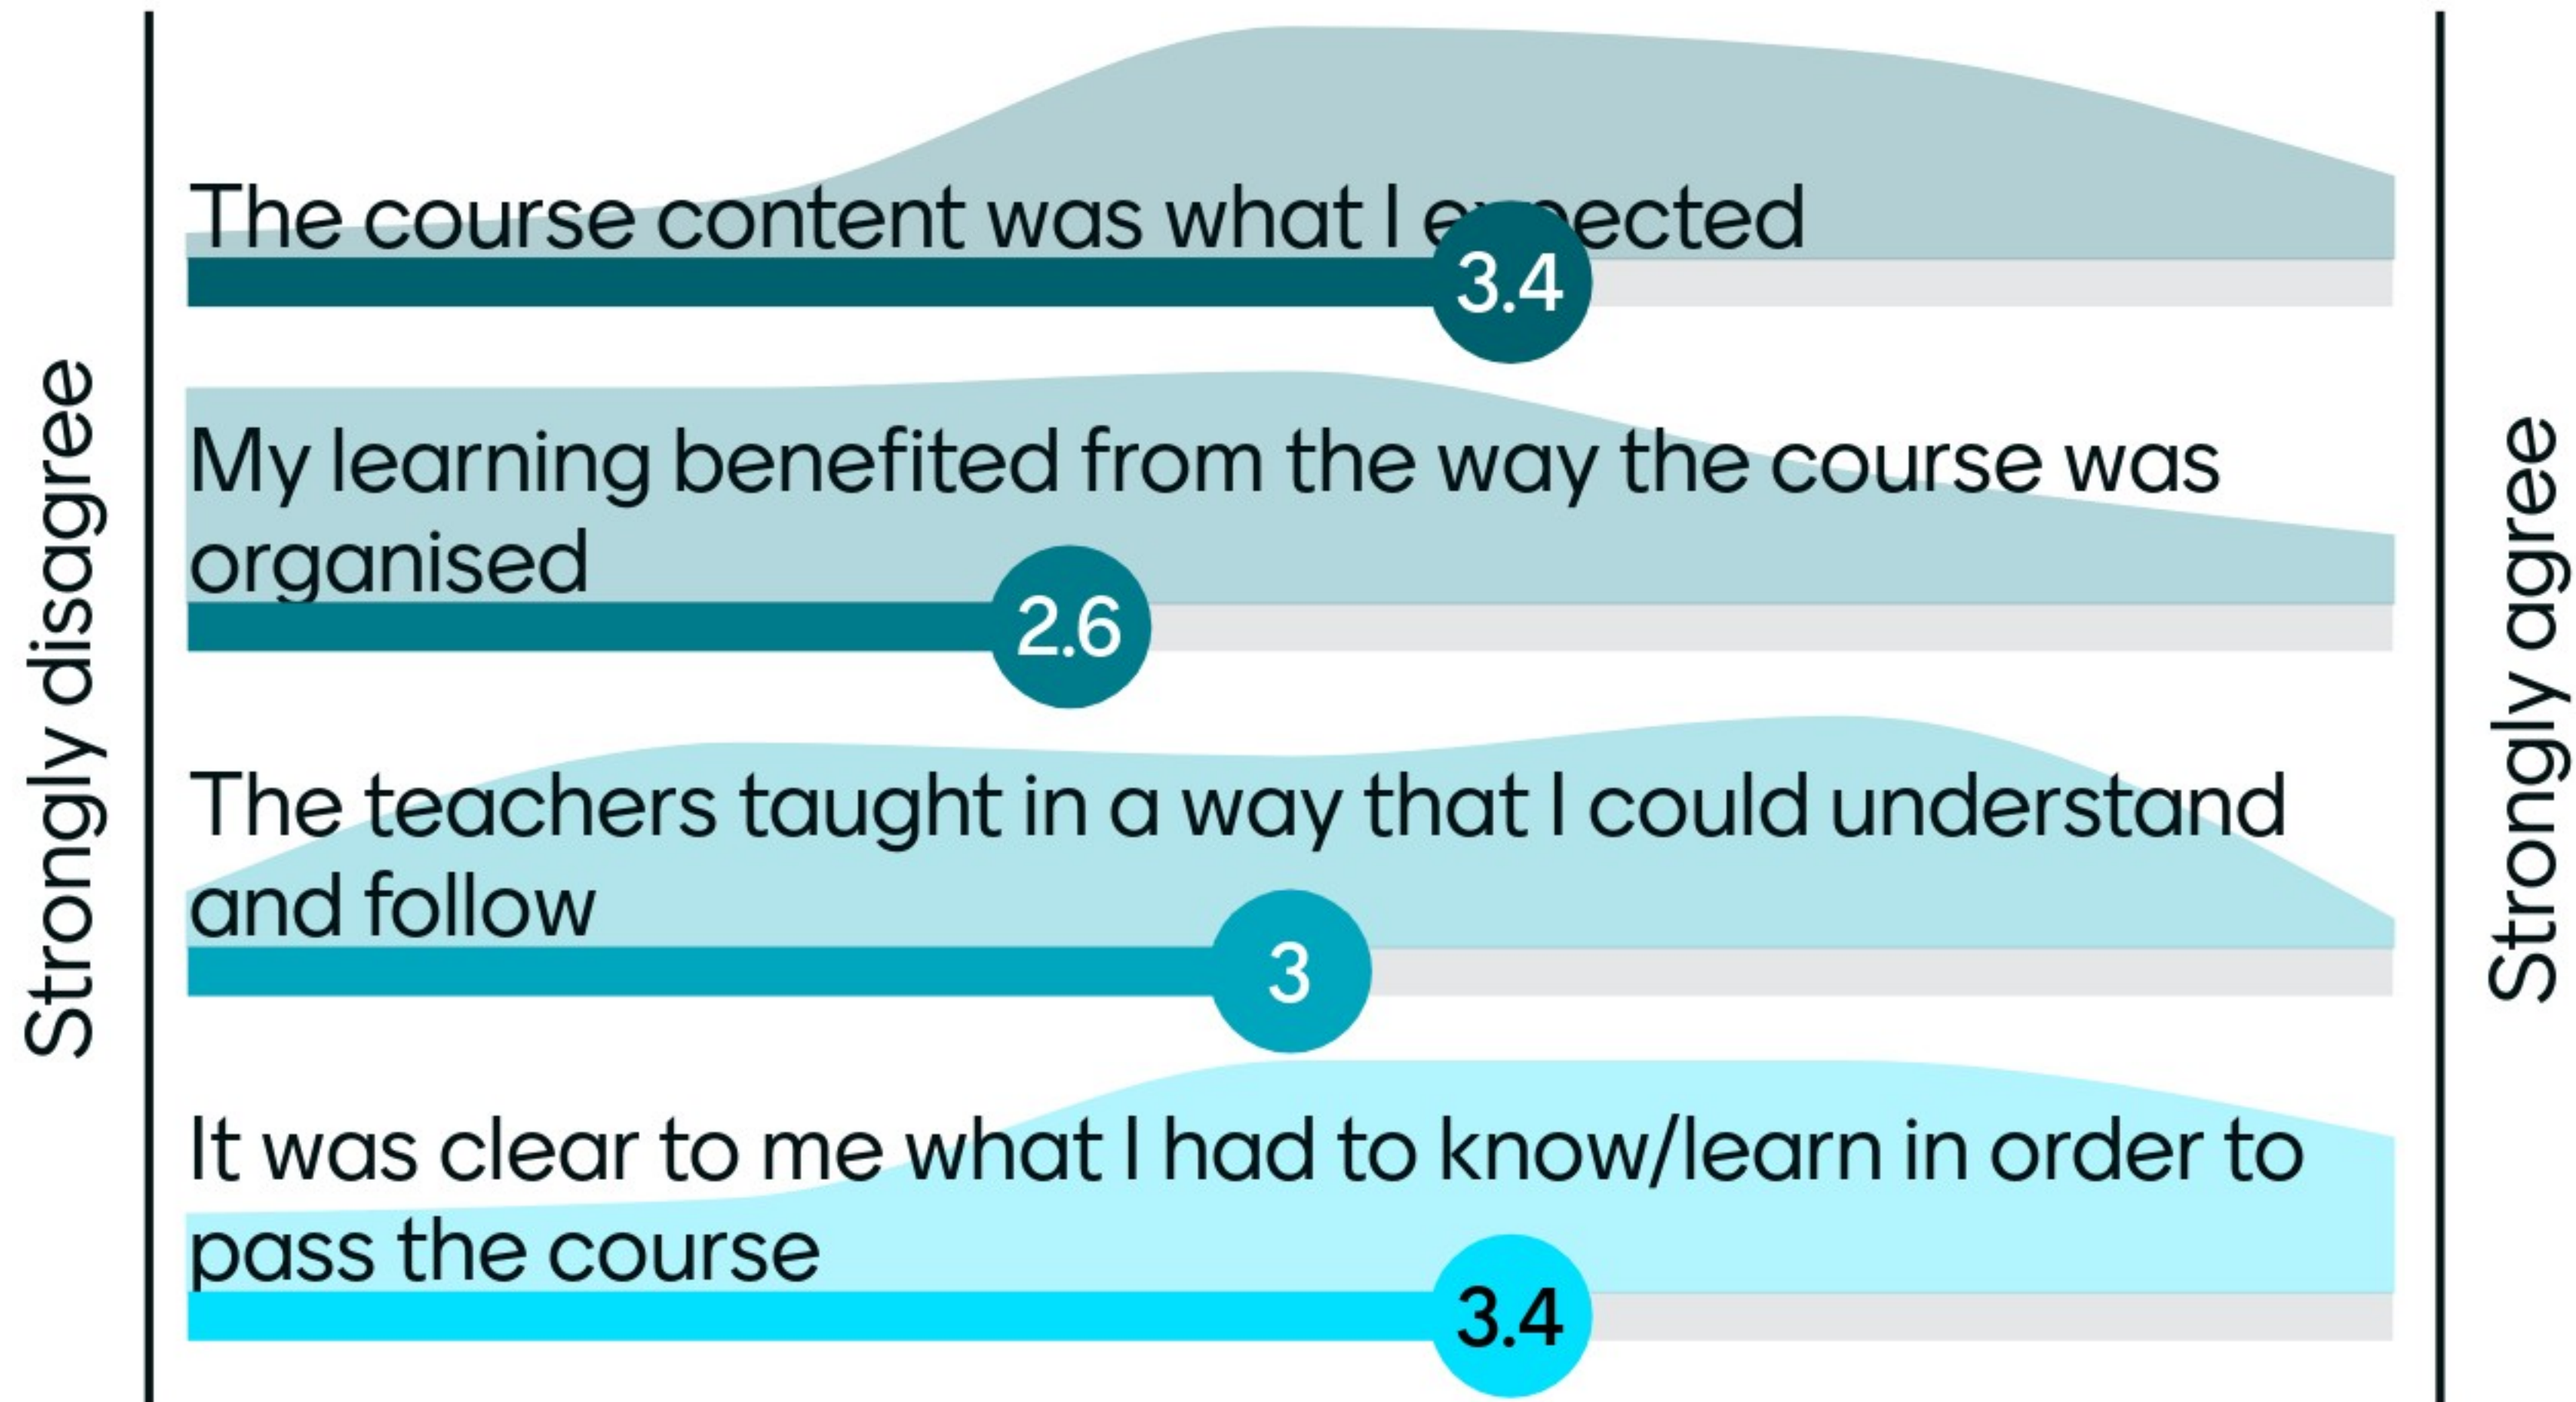 Strongly disagree
The course content was what I expected
3.4
My learning benefited from the way the course was
organised
2.6
The teachers taught in a way that I could understand
and follow
3
It was clear to me what I had to know/learn in order to
pass the course
3.4
Strongly agree